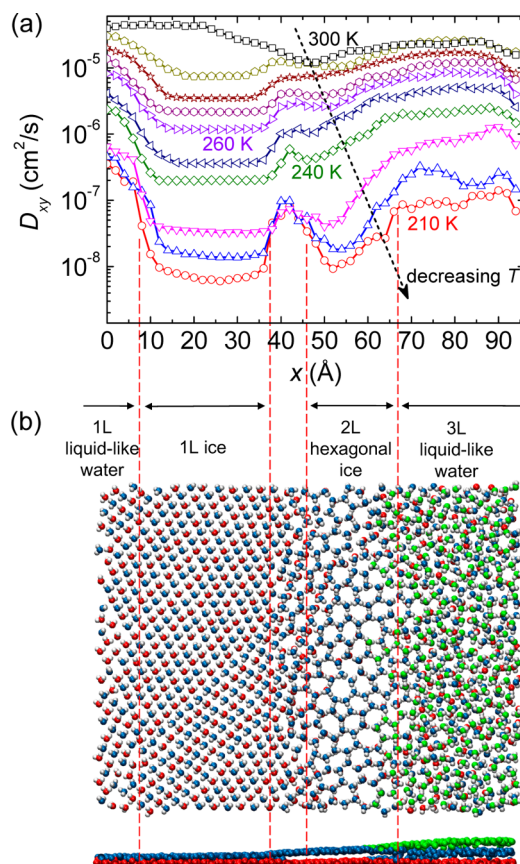 (a)
D_xy (cm²/s)
10⁻⁵
10⁻⁶
10⁻⁷
10⁻⁸
300 K
260 K
240 K
210 K
decreasing T
0 10 20 30 40 50 60 70 80 90
x (Å)
(b)
1L
liquid-like
water
1L ice
2L
hexagonal
ice
3L
liquid-like
water